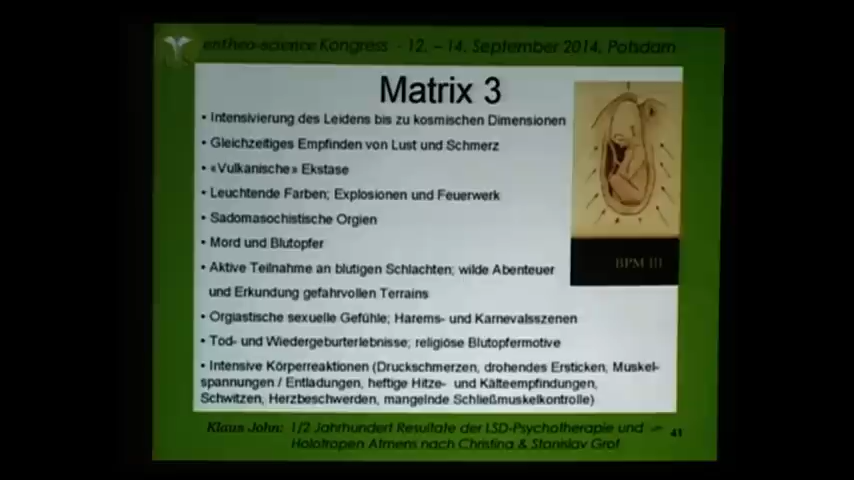 entheo-science Kongress - 12. – 14. September 2014, Potsdam
Matrix 3
• Intensivierung des Leidens bis zu kosmischen Dimensionen
• Gleichzeitiges Empfinden von Lust und Schmerz
• «Vulkanische» Ekstase
• Leuchtende Farben; Explosionen und Feuerwerk
• Sadomasochistische Orgien
• Mord und Blutopfer
• Aktive Teilnahme an blutigen Schlachten; wilde Abenteuer
und Erkundung gefahrvollen Terrains
• Orgiastische sexuelle Gefühle; Harems- und Karnevalsszenen
• Tod- und Wiedergeburterlebnisse; religiöse Blutopfermotive
• Intensive Körperreaktionen (Druckschmerzen, drohendes Ersticken, Muskel-
spannungen / Entladungen, heftige Hitze- und Kälteempfindungen,
Schwitzen, Herzbeschwerden, mangelnde Schließmuskelkontrolle)
BPM III
Klaus John: 1/2 Jahrhundert Resultate der LSD-Psychotherapie und
Holotropen Atmens nach Christina & Stanislav Grof
41